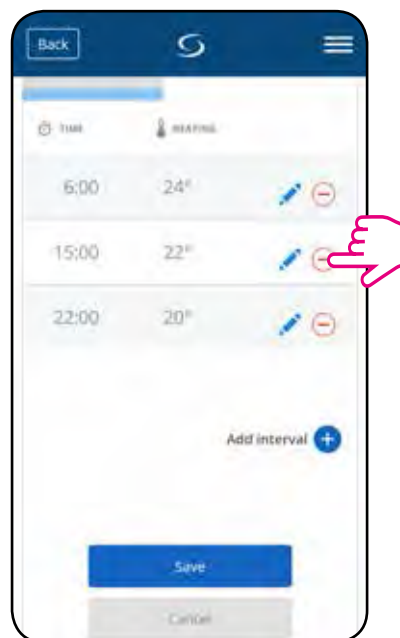 Back
TIME HEATING
6:00 24°
15:00 22°
22:00 20°
Add interval
Save
Cancel